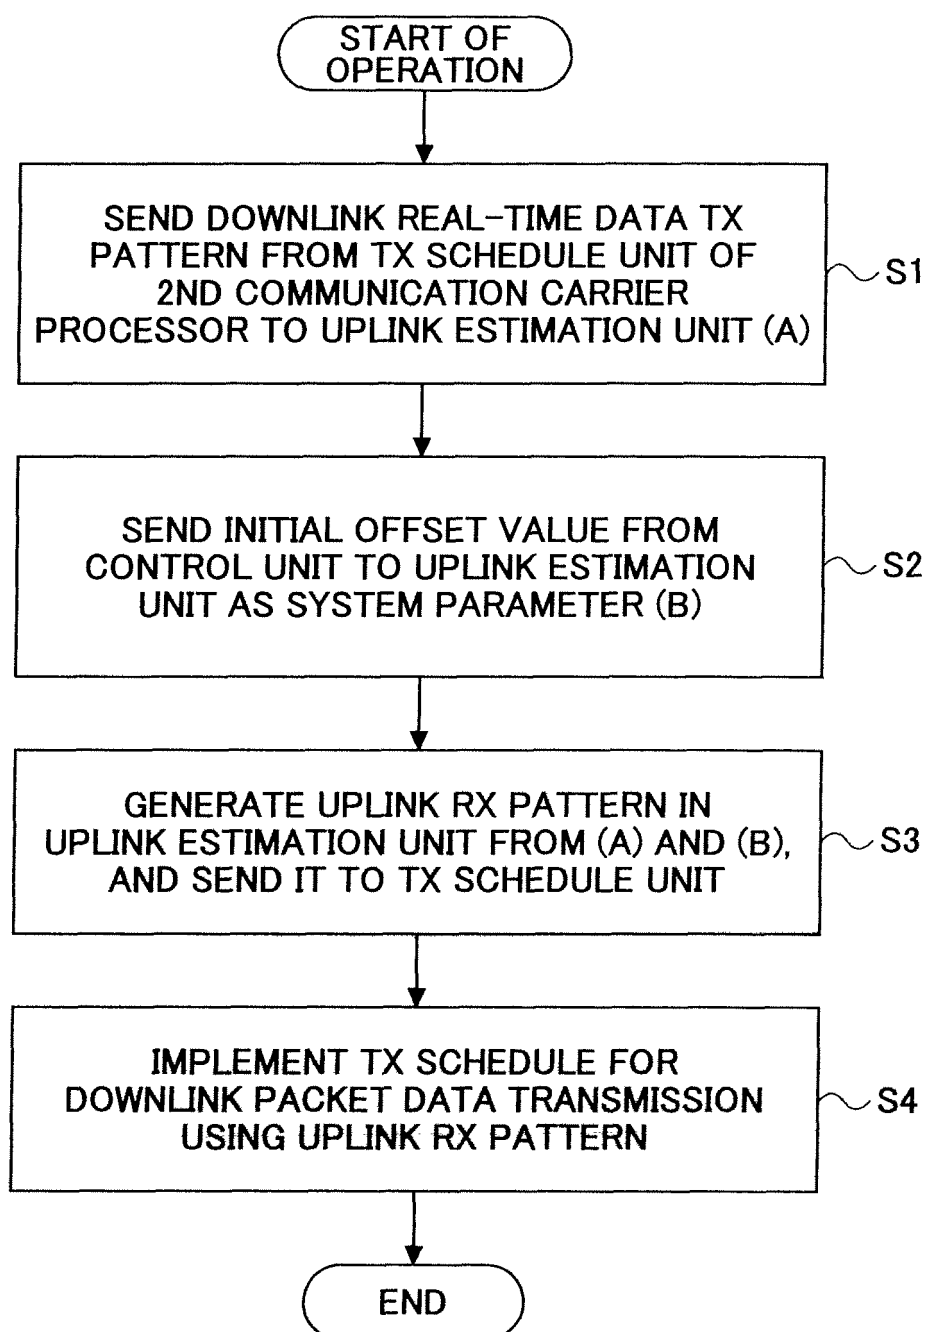 START OF
OPERATION
SEND DOWNLINK REAL-TIME DATA TX
PATTERN FROM TX SCHEDULE UNIT OF
2ND COMMUNICATION CARRIER
PROCESSOR TO UPLINK ESTIMATION UNIT (A)
S1
SEND INITIAL OFFSET VALUE FROM
CONTROL UNIT TO UPLINK ESTIMATION
UNIT AS SYSTEM PARAMETER (B)
S2
GENERATE UPLINK RX PATTERN IN
UPLINK ESTIMATION UNIT FROM (A) AND (B),
AND SEND IT TO TX SCHEDULE UNIT
S3
IMPLEMENT TX SCHEDULE FOR
DOWNLINK PACKET DATA TRANSMISSION
USING UPLINK RX PATTERN
S4
END